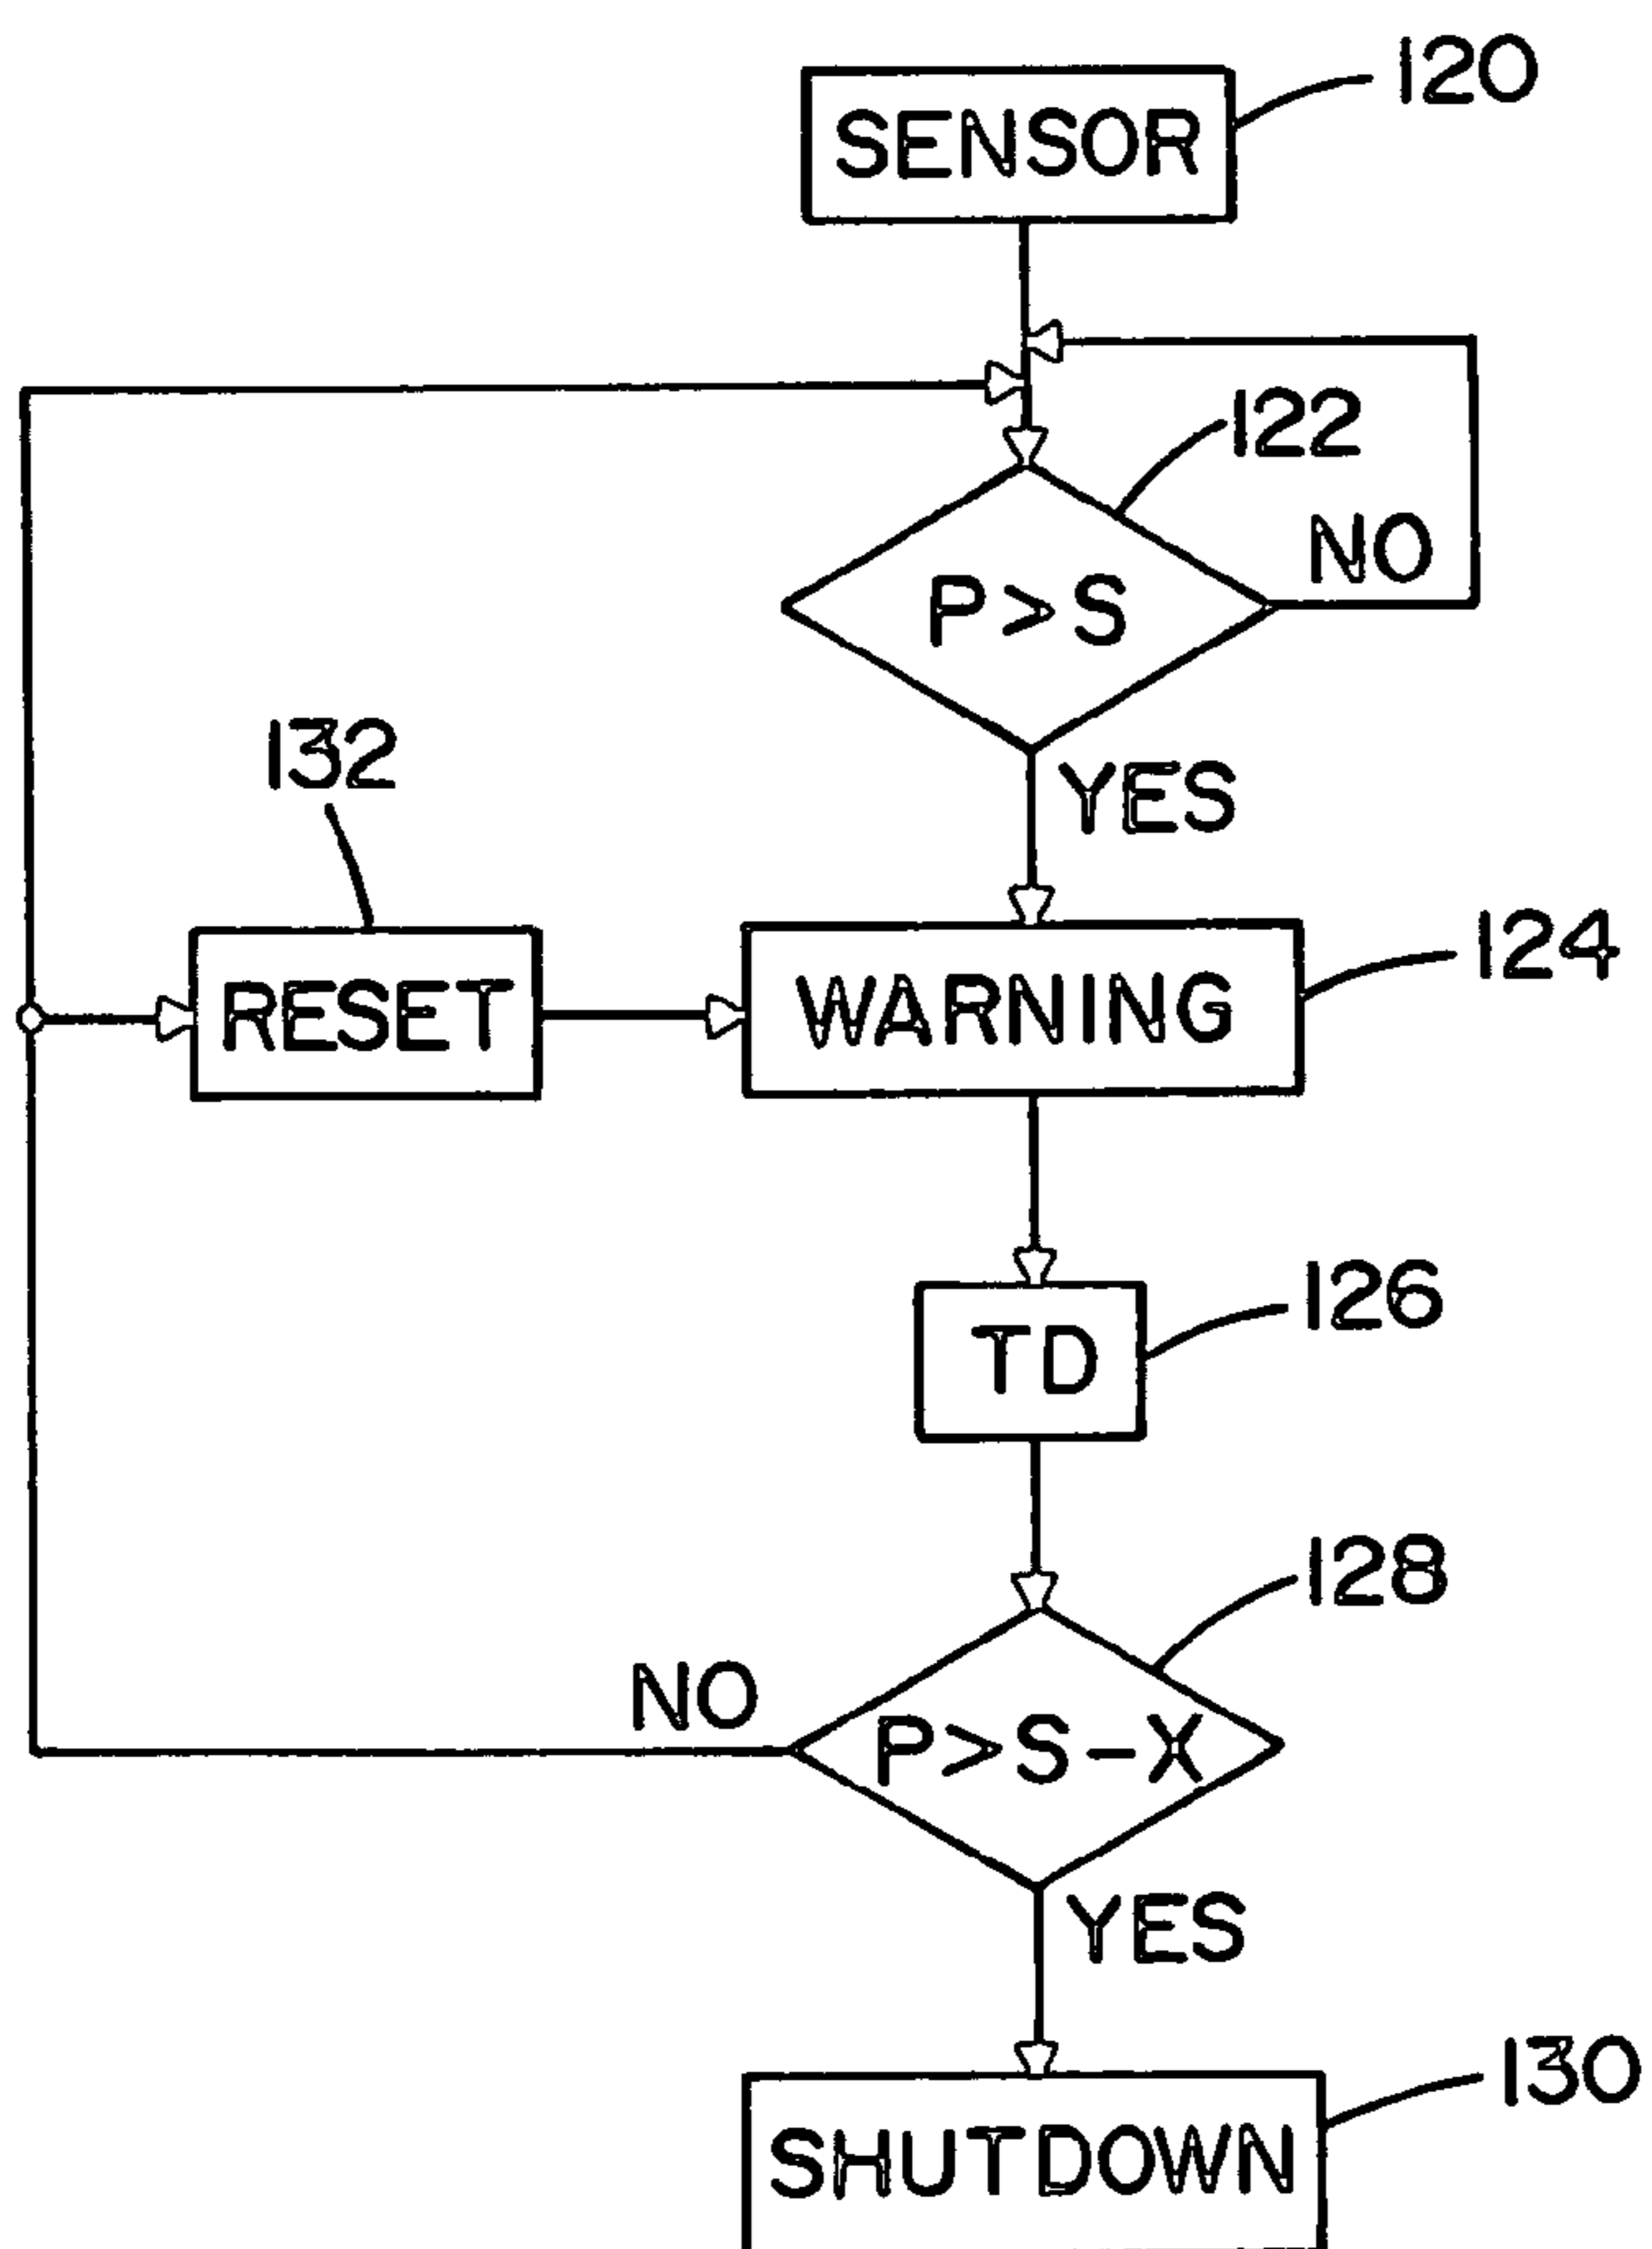 120
SENSOR
122
P>S
NO
YES
132
RESET
WARNING
124
TD
126
128
NO
P>S-X
YES
130
SHUTDOWN